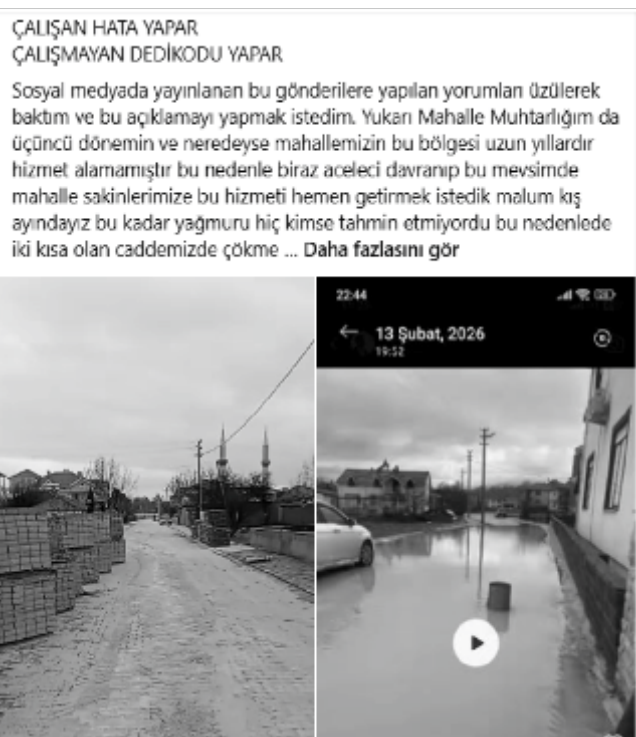 ÇALIŞAN HATA YAPAR
ÇALIŞMAYAN DEDİKODU YAPAR
Sosyal medyada yayınlanan bu gönderilere yapılan yorumları üzülerek
baktım ve bu açıklamayı yapmak istedim. Yukarı Mahalle Muhtarlığım da
üçüncü dönemin ve neredeyse mahallemizin bu bölgesi uzun yıllardır
hizmet alamamıştır bu nedenle biraz aceleci davranıp bu mevsimde
mahalle sakinlerimize bu hizmeti hemen getirmek istedik malum kış
ayındayız bu kadar yağmuru hiç kimse tahmin etmiyordu bu nedenlede
iki kısa olan caddemizde çökme ... Daha fazlasını gör
22:44
13 Şubat, 2026
19:52